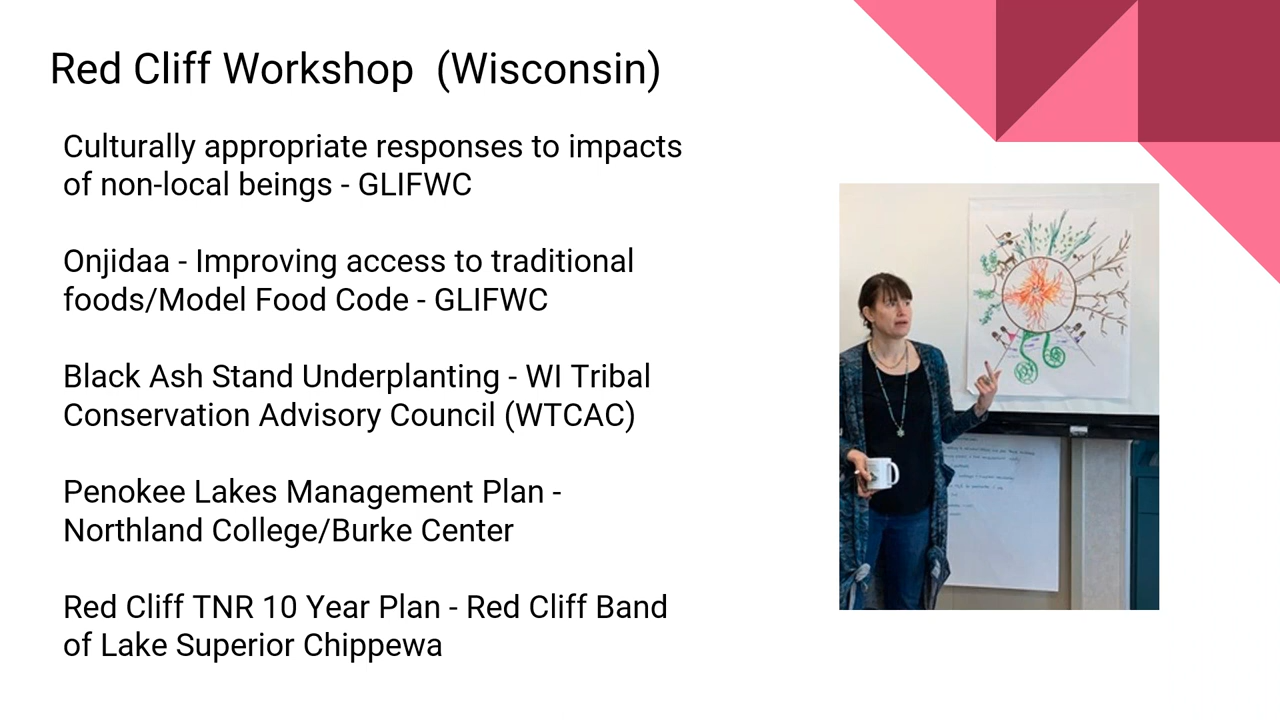 Red Cliff Workshop (Wisconsin)
Culturally appropriate responses to impacts
of non-local beings - GLIFWC
Onjidaa - Improving access to traditional
foods/Model Food Code - GLIFWC
Black Ash Stand Underplanting - WI Tribal
Conservation Advisory Council (WTCAC)
Penokee Lakes Management Plan -
Northland College/Burke Center
Red Cliff TNR 10 Year Plan - Red Cliff Band
of Lake Superior Chippewa